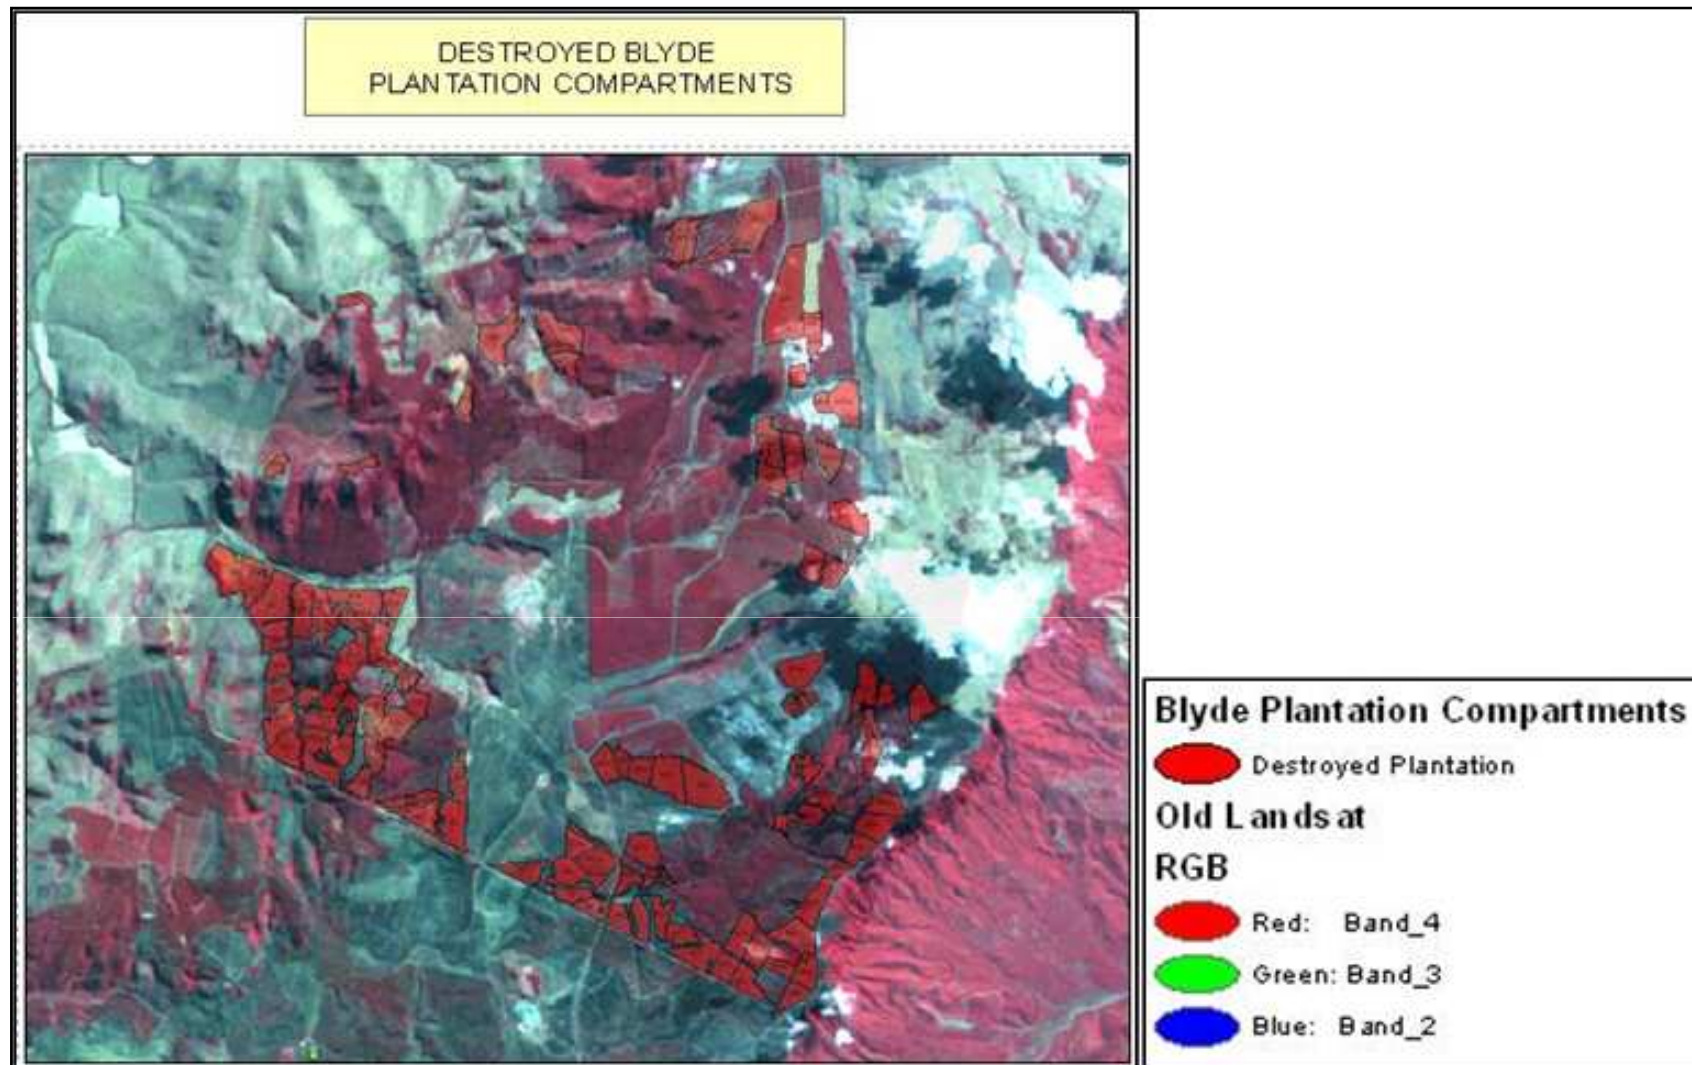 DESTROYED BLYDE
PLANTATION COMPARTMENTS
Blyde Plantation Compartments
Destroyed Plantation
Old Landsat
RGB
Red: Band_4
Green: Band_3
Blue: Band_2